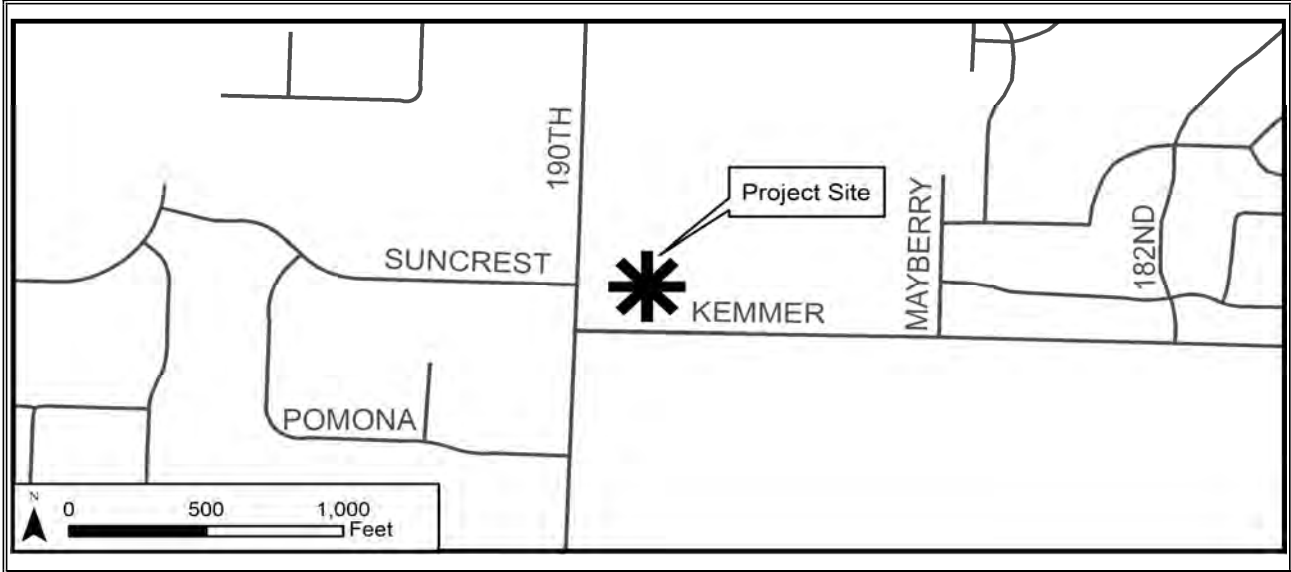 190TH
Project Site
MAYBERRY
182ND
SUNCREST
KEMMER
POMONA
N
0 500 1,000
Feet